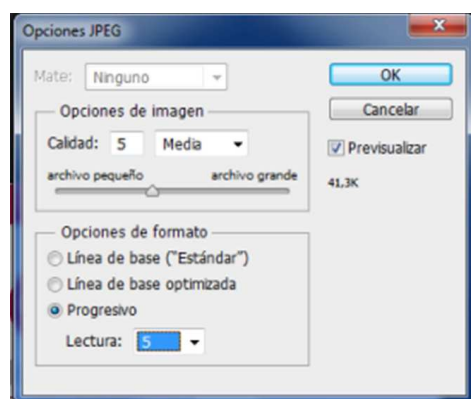 Opciones JPEG
Mate: Ninguno
OK
Opciones de imagen
Cancelar
Calidad: 5 Media
Previsualizar
archivo pequeño archivo grande
41,3K
Opciones de formato
Línea de base ("Estándar")
Línea de base optimizada
Progresivo
Lectura: 5